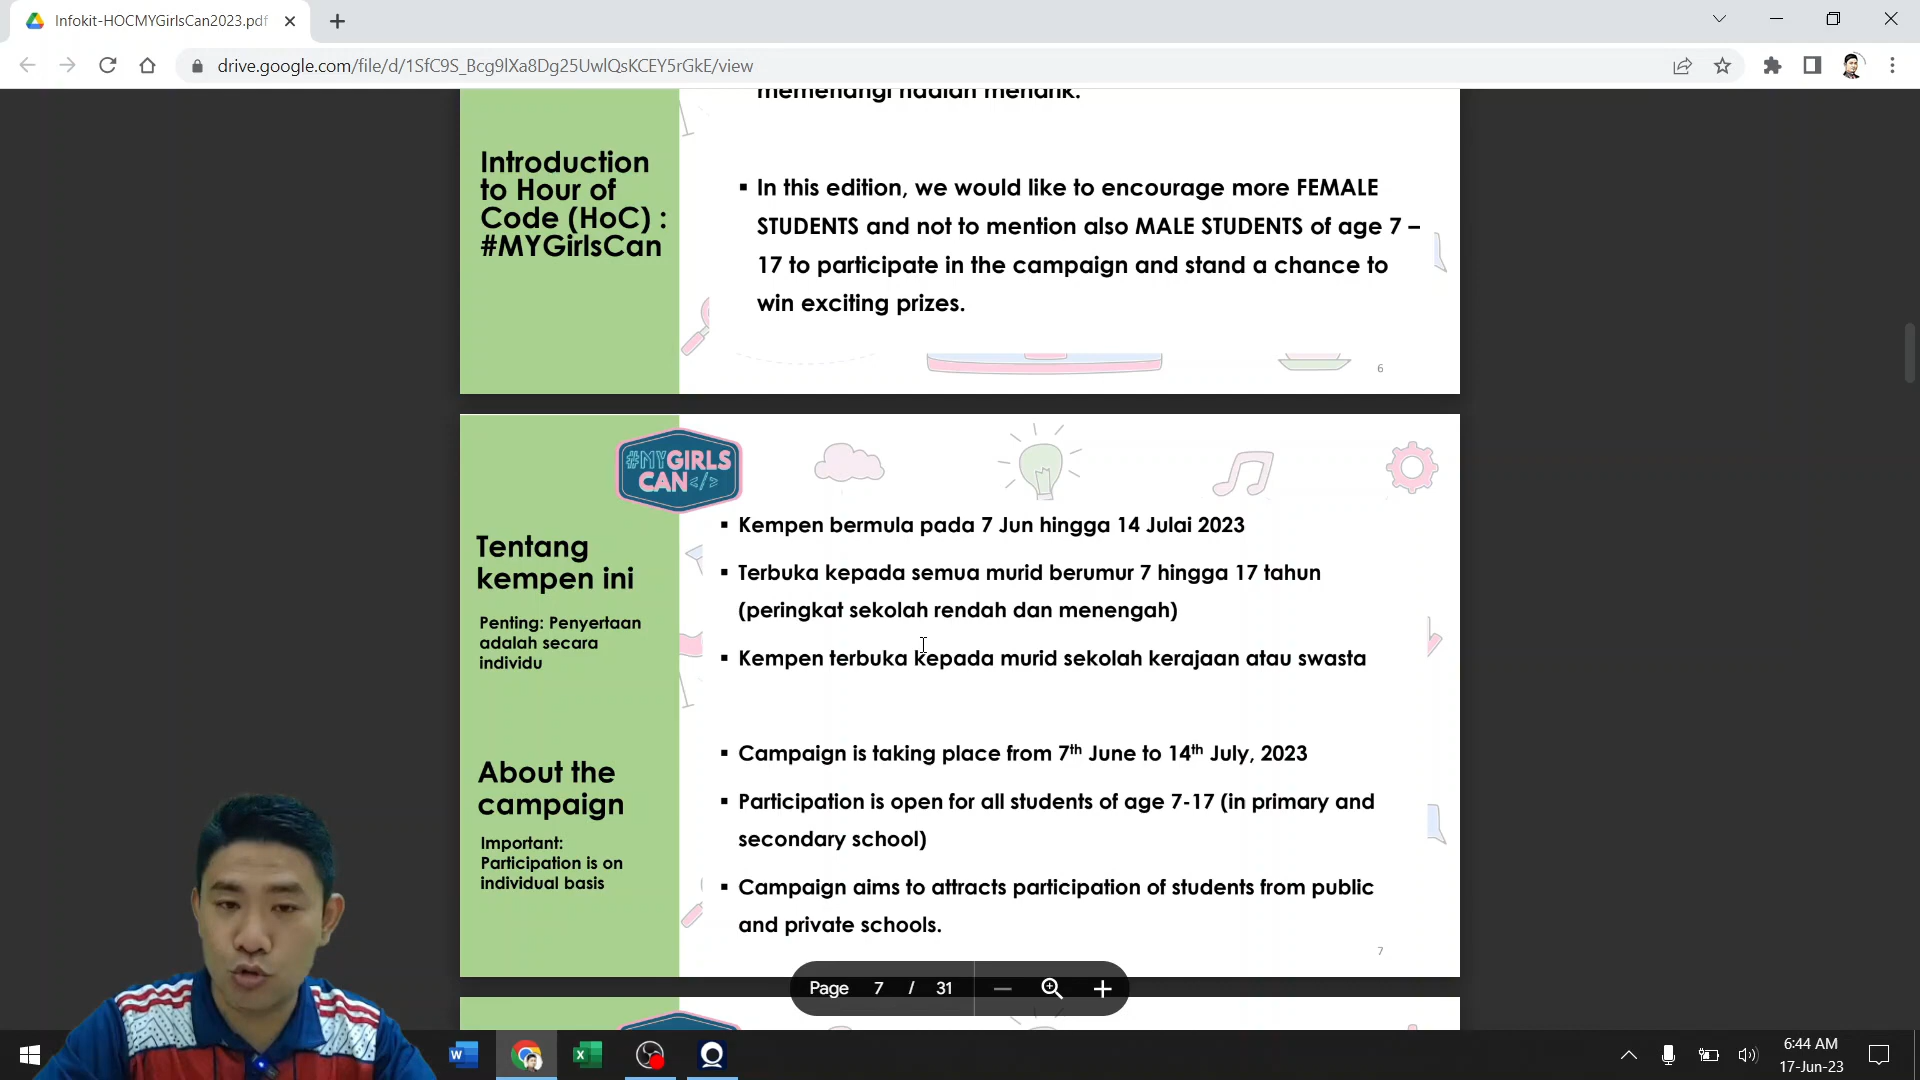 Infokit-HOCMYGirlsCan2023.pdf
drive.google.com/file/d/1SfC9S_Bcg9lXa8Dg25UwlQsKCEY5rGkE/view
memenangi hadiah menarik.
Introduction
to Hour of
Code (HoC) :
#MYGirlsCan
▪ In this edition, we would like to encourage more FEMALE
STUDENTS and not to mention also MALE STUDENTS of age 7 –
17 to participate in the campaign and stand a chance to
win exciting prizes.
6
#MYGIRLS
CAN</>
Tentang
kempen ini
Penting: Penyertaan
adalah secara
individu
▪ Kempen bermula pada 7 Jun hingga 14 Julai 2023
▪ Terbuka kepada semua murid berumur 7 hingga 17 tahun
(peringkat sekolah rendah dan menengah)
▪ Kempen terbuka kepada murid sekolah kerajaan atau swasta
About the
campaign
Important:
Participation is on
individual basis
▪ Campaign is taking place from 7th June to 14th July, 2023
▪ Participation is open for all students of age 7-17 (in primary and
secondary school)
▪ Campaign aims to attracts participation of students from public
and private schools.
7
Page 7 / 31
6:44 AM
17-Jun-23